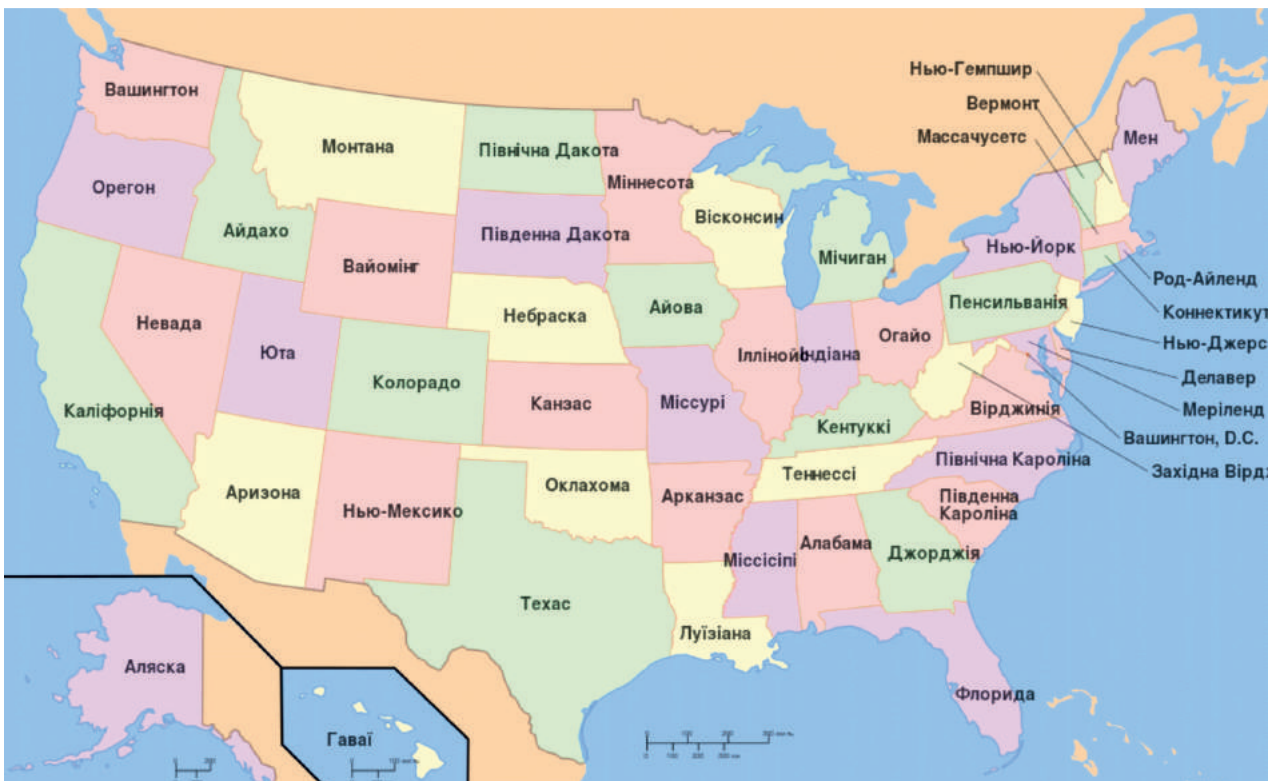 Нью-Гемпшир
Вашингтон
Вермонт
Массачусетс
Мен
Монтана
Північна Дакота
Міннесота
Орегон
Вісконсин
Айдахо
Південна Дакота
Нью-Йорк
Мічиган
Вайомінг
Род-Айленд
Пенсильванія
Айова
Коннектикут
Небраска
Невада
Огайо
Нью-Джерс
Юта
Іллінойс
Індіана
Колорадо
Делавер
Канзас
Міссурі
Каліфорнія
Вірджинія
Меріленд
Кентуккі
Вашингтон, D.C.
Північна Кароліна
Теннессі
Західна Вірд
Оклахома
Аризона
Арканзас
Південна
Кароліна
Нью-Мексико
Алабама
Джорджія
Міссісіпі
Техас
Луїзіана
Аляска
Флорида
Гаваї